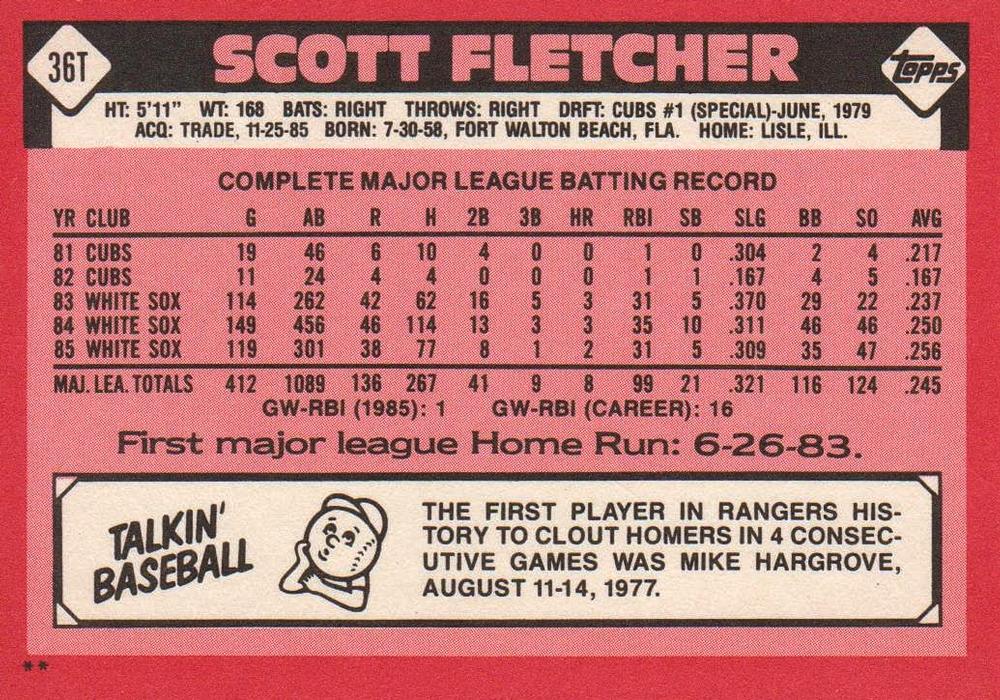 36T
SCOTT FLETCHER
TOPPS
HT: 5'11" WT: 168 BATS: RIGHT THROWS: RIGHT DRFT: CUBS #1 (SPECIAL)-JUNE, 1979
ACQ: TRADE, 11-25-85 BORN: 7-30-58, FORT WALTON BEACH, FLA. HOME: LISLE, ILL.
COMPLETE MAJOR LEAGUE BATTING RECORD
YR CLUB G AB R H 2B 3B HR RBI SB SLG BB SO AVG
81 CUBS 19 46 6 10 4 0 0 1 0 .304 2 4 .217
82 CUBS 11 24 4 4 0 0 0 1 1 .167 4 5 .167
83 WHITE SOX 114 262 42 62 16 5 3 31 5 .370 29 22 .237
84 WHITE SOX 149 456 46 114 13 3 3 35 10 .311 46 46 .250
85 WHITE SOX 119 301 38 77 8 1 2 31 5 .309 35 47 .256
MAJ. LEA. TOTALS 412 1089 136 267 41 9 8 99 21 .321 116 124 .245
GW-RBI (1985): 1 GW-RBI (CAREER): 16
First major league Home Run: 6-26-83.
TALKIN'
BASEBALL
THE FIRST PLAYER IN RANGERS HIS-
TORY TO CLOUT HOMERS IN 4 CONSEC-
UTIVE GAMES WAS MIKE HARGROVE,
AUGUST 11-14, 1977.
**